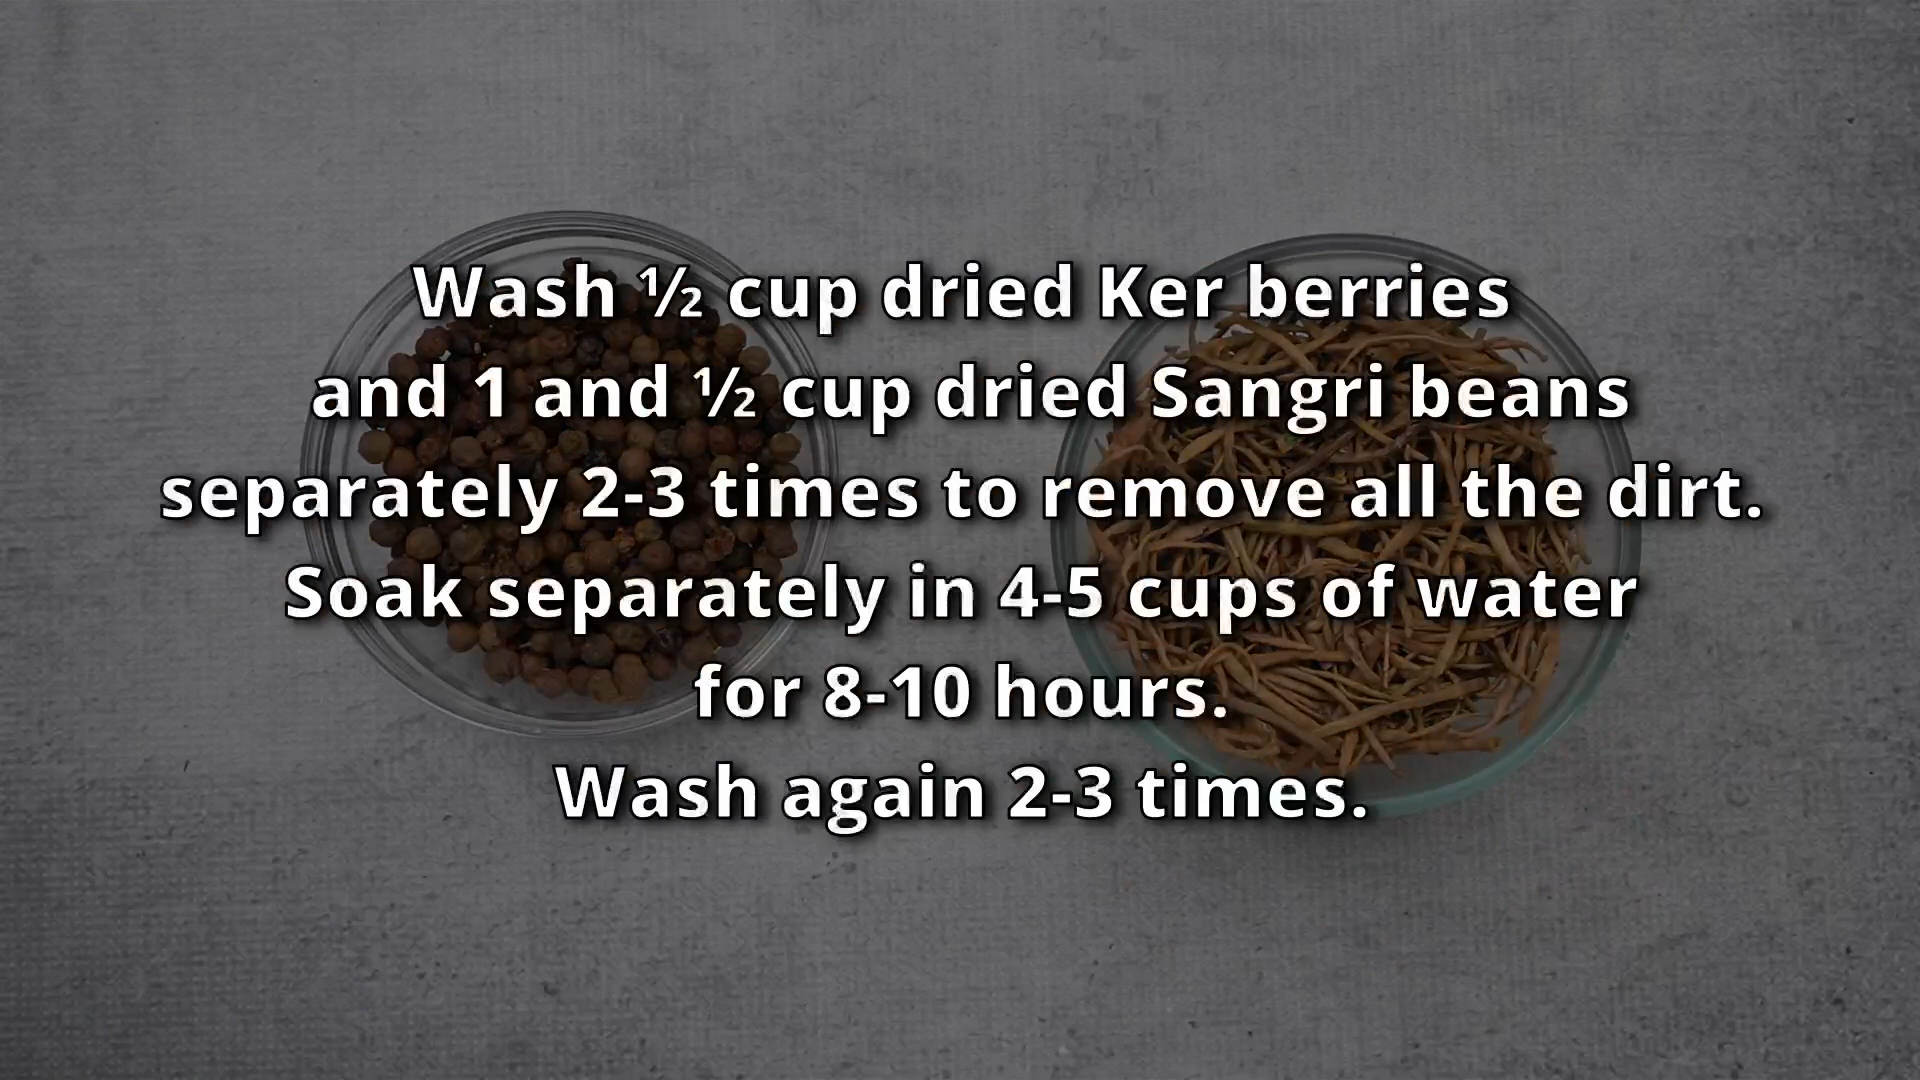 Wash ½ cup dried Ker berries
and 1 and ½ cup dried Sangri beans
separately 2-3 times to remove all the dirt.
Soak separately in 4-5 cups of water
for 8-10 hours.
Wash again 2-3 times.